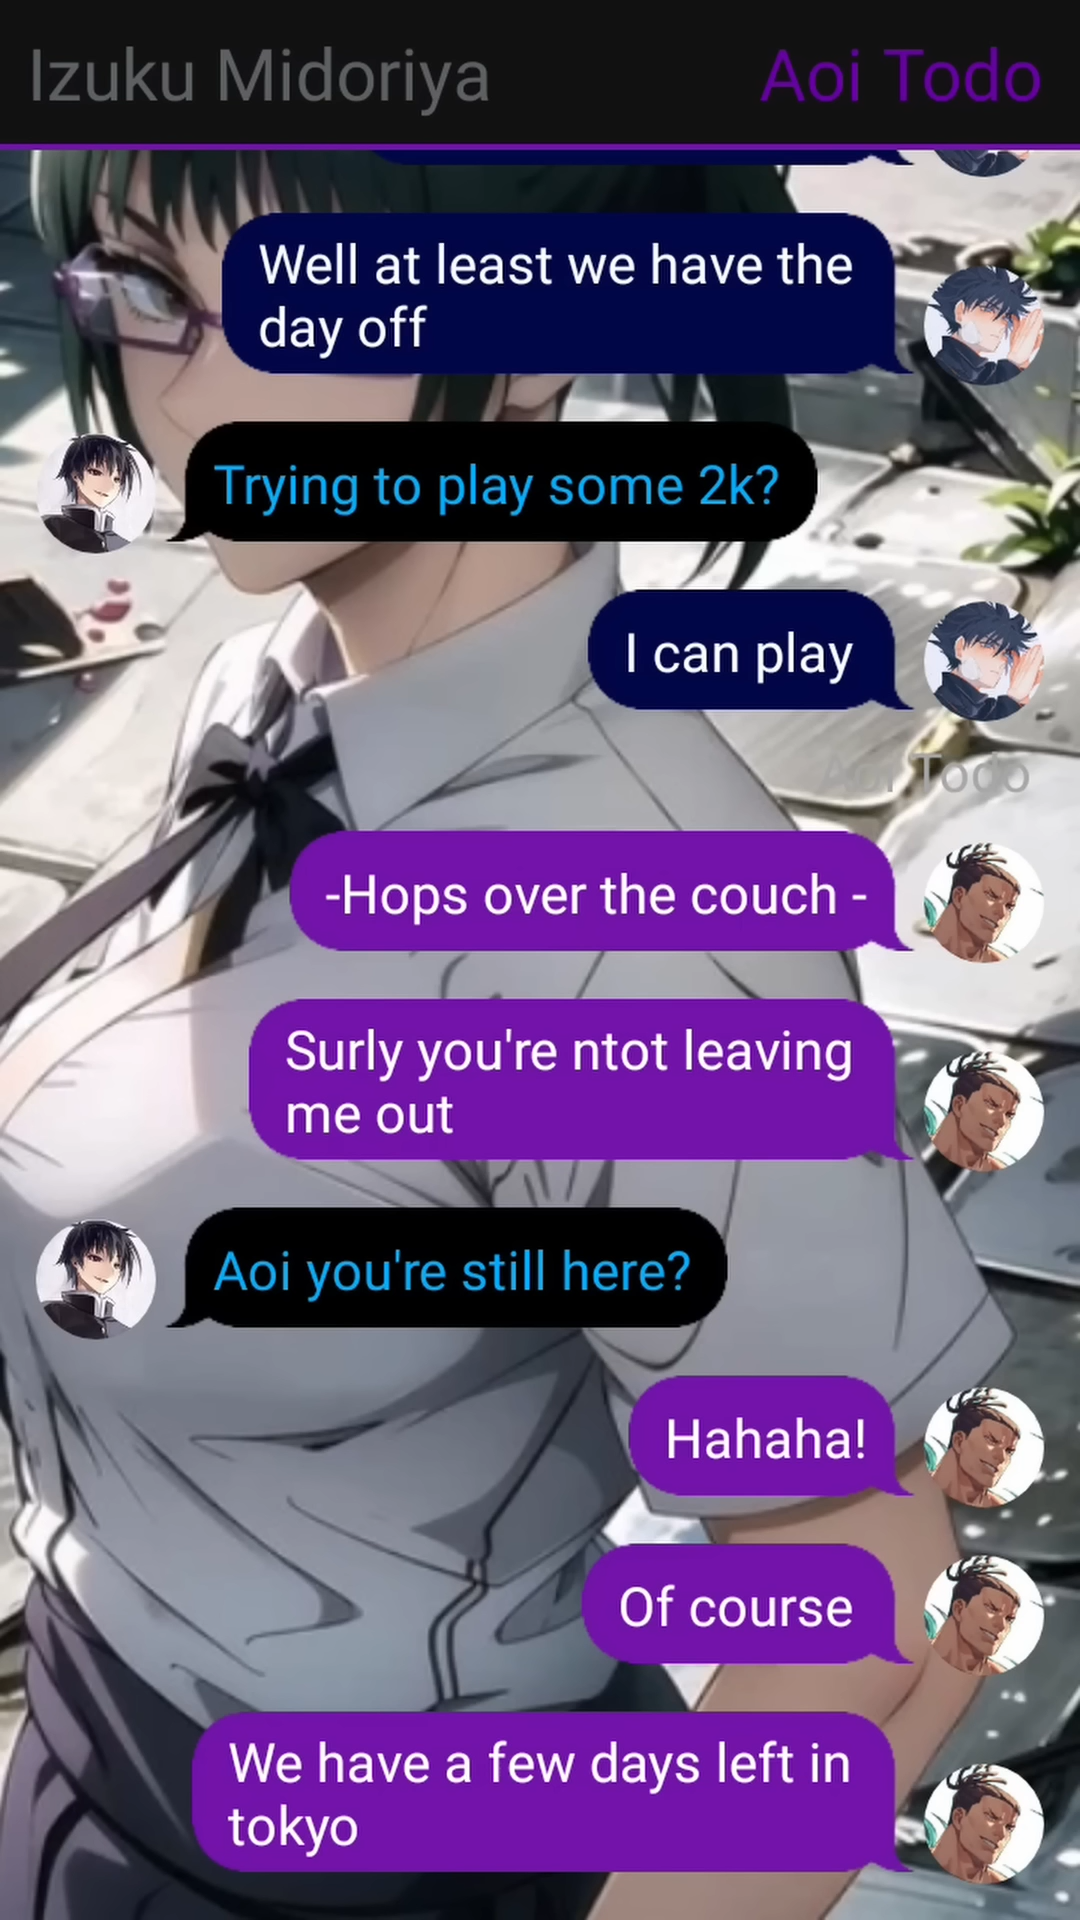 Izuku Midoriya
Aoi Todo
Well at least we have the
day off
Trying to play some 2k?
I can play
Aoi Todo
-Hops over the couch -
Surly you're ntot leaving
me out
Aoi you're still here?
Hahaha!
Of course
We have a few days left in
tokyo